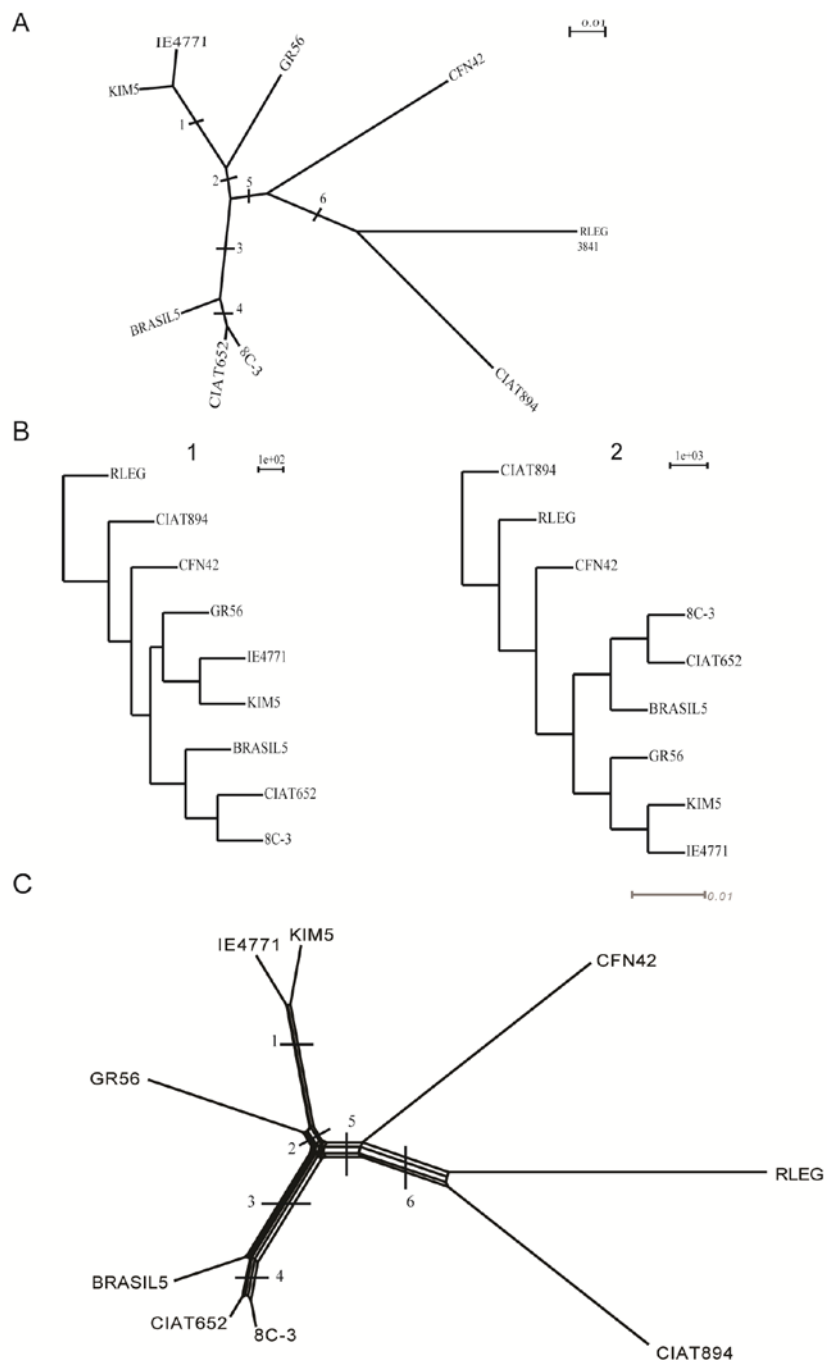 A
0.01
IE4771
KIM5
GR56
CFN42
1
2
5
6
RLEG
3841
3
BRASIL5
4
CIAT652
8C-3
CIAT894
B
1
1e+02
RLEG
CIAT894
CFN42
GR56
IE4771
KIM5
BRASIL5
CIAT652
8C-3
2
1e+03
CIAT894
RLEG
CFN42
8C-3
CIAT652
BRASIL5
GR56
KIM5
IE4771
C
0.01
IE4771
KIM5
CFN42
1
GR56
2
5
6
RLEG
3
BRASIL5
4
CIAT652
8C-3
CIAT894